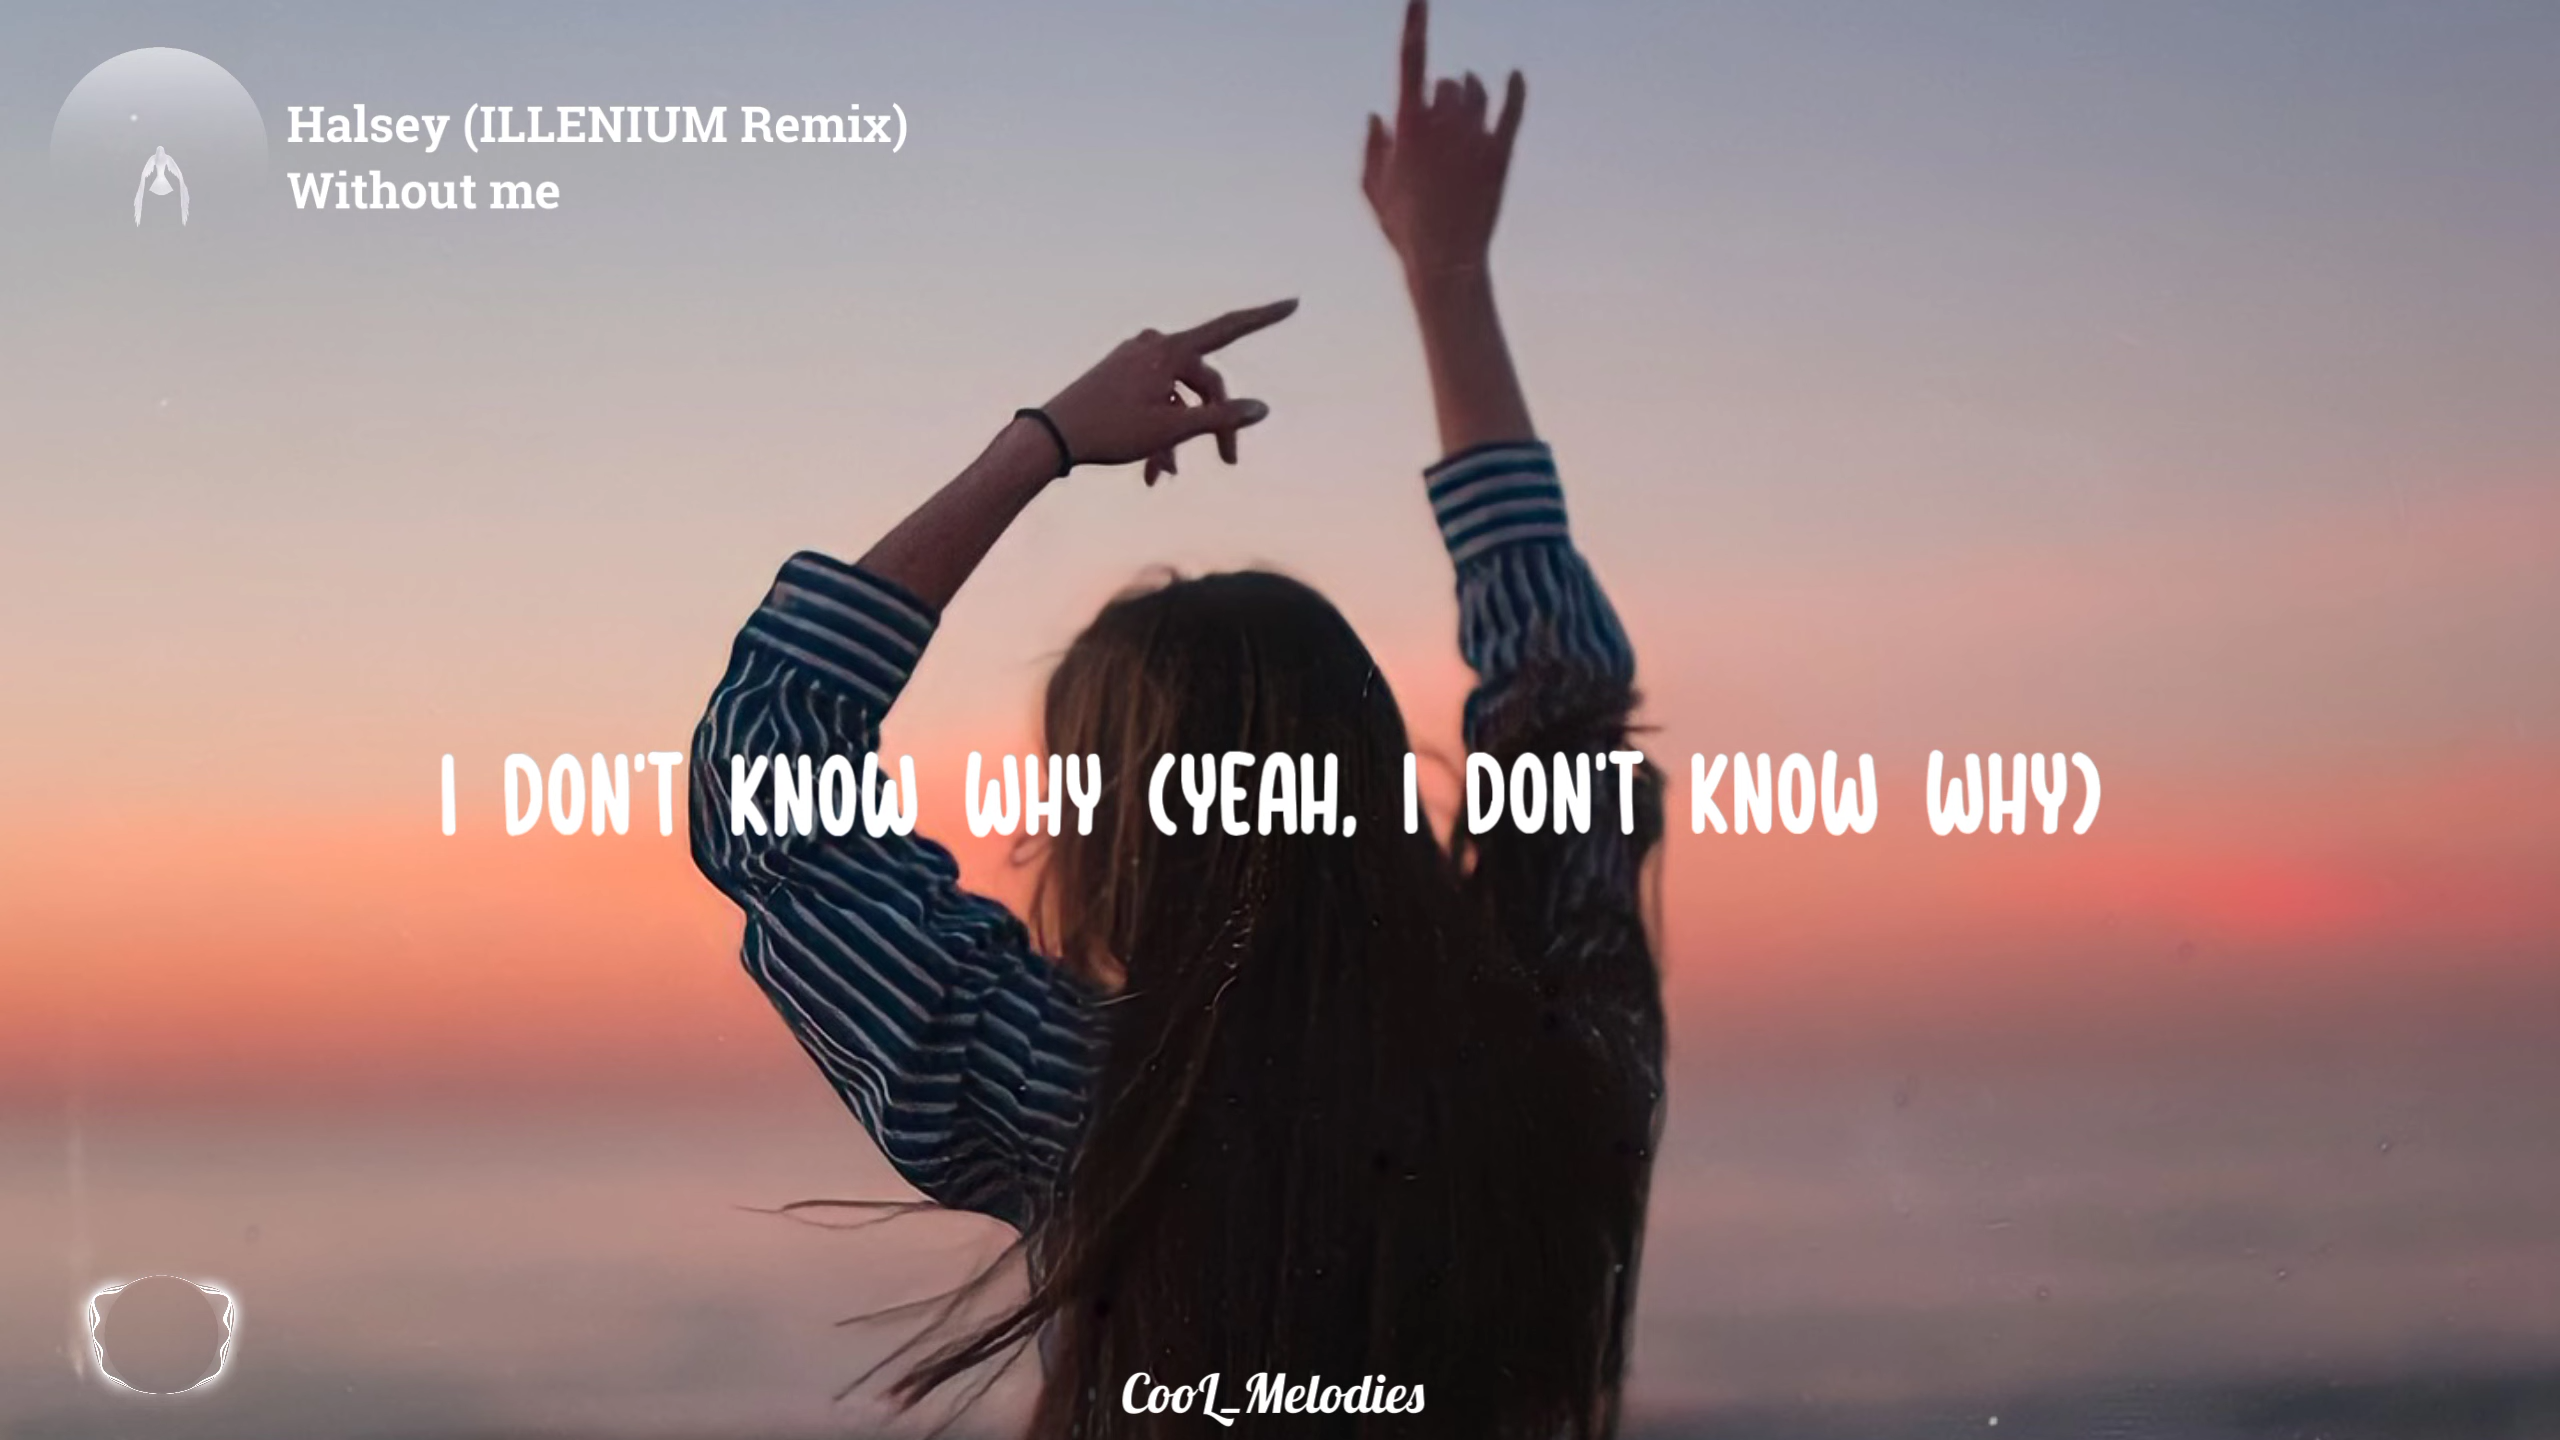 Halsey (ILLENIUM Remix)
Without me
I DON'T KNOW WHY (YEAH, I DON'T KNOW WHY)
CooL_Melodies